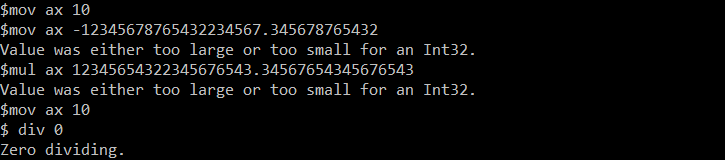 $mov ax 10
$mov ax -12345678765432234567.345678765432
Value was either too large or too small for an Int32.
$mul ax 12345654322345676543.34567654345676543
Value was either too large or too small for an Int32.
$mov ax 10
$ div 0
Zero dividing.